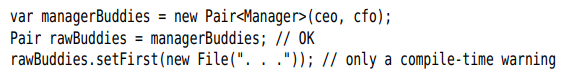 var managerBuddies = new Pair<Manager>(ceo, cfo);
Pair rawBuddies = managerBuddies; // OK
rawBuddies.setFirst(new File(". . .")); // only a compile-time warning